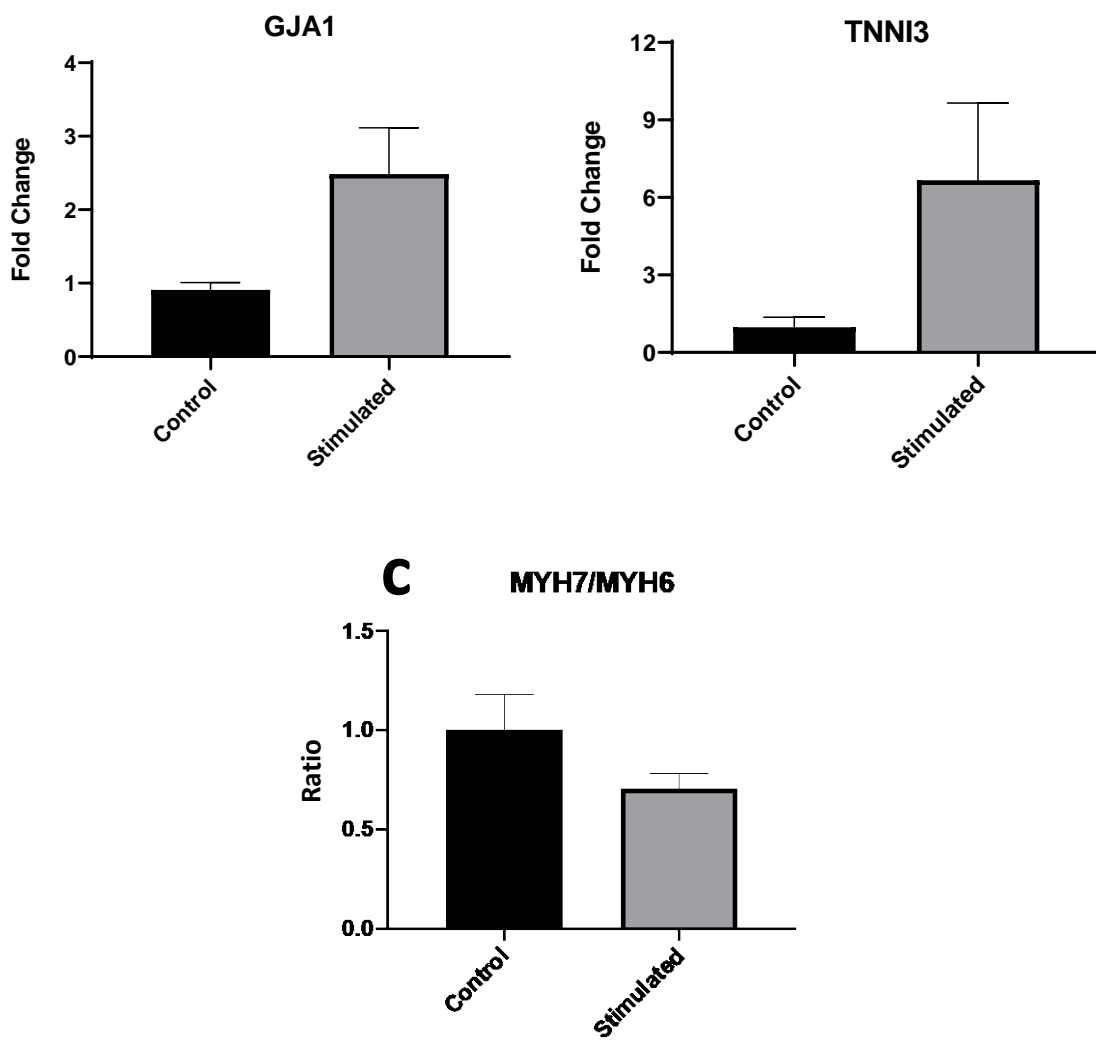 GJA1
4
3
2
1
0
Fold Change
Control
Stimulated
TNNI3
12
9
6
3
0
Fold Change
Control
Stimulated
C
MYH7/MYH6
1.5
1.0
0.5
0.0
Ratio
Control
Stimulated